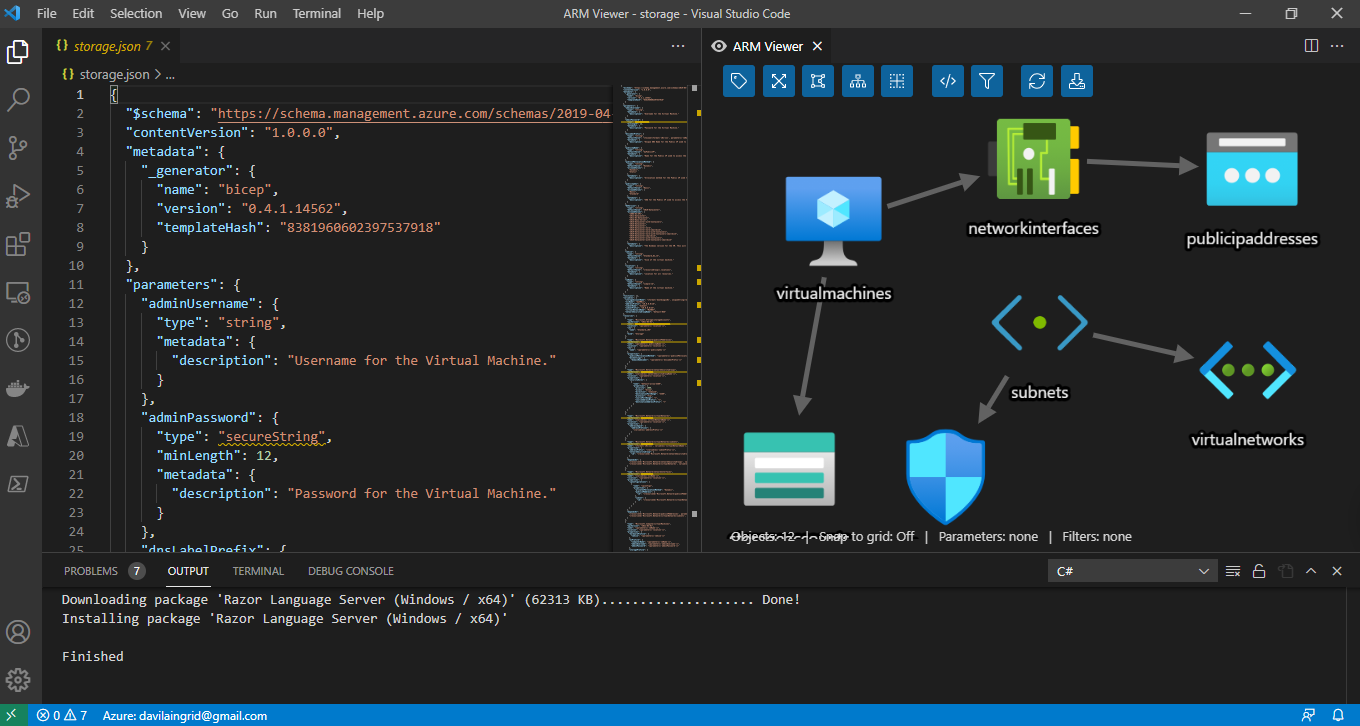 File Edit Selection View Go Run Terminal Help
ARM Viewer - storage - Visual Studio Code
storage.json 7
ARM Viewer
storage.json > ...
1 {
2 "$schema": "https://schema.management.azure.com/schemas/2019-04-
3 "contentVersion": "1.0.0.0",
4 "metadata": {
5 "_generator": {
6 "name": "bicep",
7 "version": "0.4.1.14562",
8 "templateHash": "8381960602397537918"
9 }
10 },
11 "parameters": {
12 "adminUsername": {
13 "type": "string",
14 "metadata": {
15 "description": "Username for the Virtual Machine."
16 }
17 },
18 "adminPassword": {
19 "type": "secureString",
20 "minLength": 12,
21 "metadata": {
22 "description": "Password for the Virtual Machine."
23 }
24 },
25 "dnsLabelPrefix": {
networkinterfaces
publicipaddresses
virtualmachines
subnets
virtualnetworks
Objects: 12 | Snap to grid: Off | Parameters: none | Filters: none
PROBLEMS 7 OUTPUT TERMINAL DEBUG CONSOLE
C#
Downloading package 'Razor Language Server (Windows / x64)' (62313 KB).................... Done!
Installing package 'Razor Language Server (Windows / x64)'
Finished
0 7 Azure: davilaingrid@gmail.com